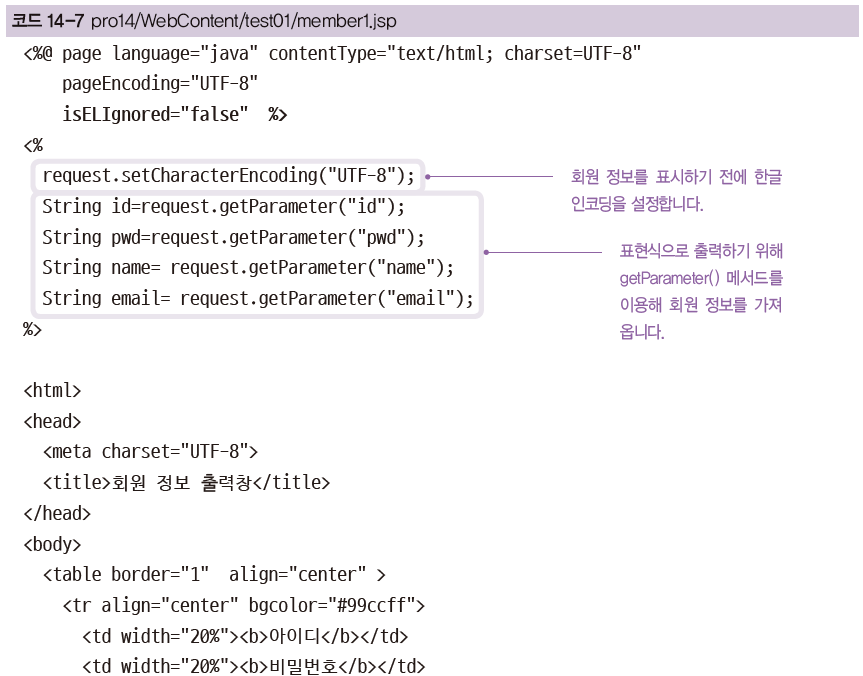 코드 14-7 pro14/WebContent/test01/member1.jsp
<%@ page language="java" contentType="text/html; charset=UTF-8"
    pageEncoding="UTF-8"
    isELIgnored="false"  %>
<%
  request.setCharacterEncoding("UTF-8");
회원 정보를 표시하기 전에 한글
인코딩을 설정합니다.
  String id=request.getParameter("id");
  String pwd=request.getParameter("pwd");
  String name= request.getParameter("name");
  String email= request.getParameter("email");
표현식으로 출력하기 위해
getParameter() 메서드를
이용해 회원 정보를 가져
옵니다.
%>
<html>
<head>
  <meta charset="UTF-8">
  <title>회원 정보 출력창</title>
</head>
<body>
  <table border="1"  align="center" >
    <tr align="center" bgcolor="#99ccff">
      <td width="20%"><b>아이디</b></td>
      <td width="20%"><b>비밀번호</b></td>